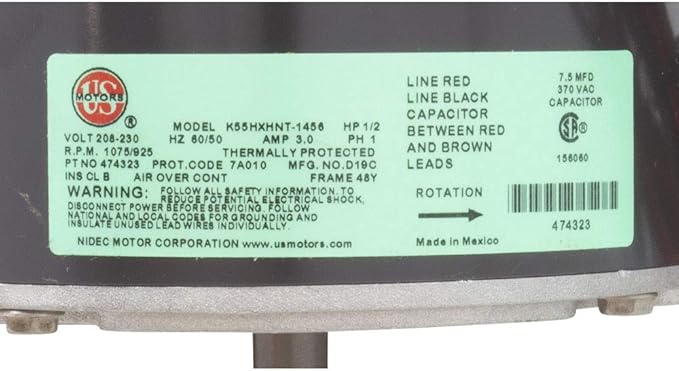 US
MOTORS
®
MODEL K55HXHNT-1456 HP 1/2
VOLT 208-230 HZ 60/50 AMP 3.0 PH 1
R.P.M. 1075/925 THERMALLY PROTECTED
PT NO 474323 PROT.CODE 7A010 MFG.NO.D19C
INS CL B AIR OVER CONT FRAME 48Y
WARNING: FOLLOW ALL SAFETY INFORMATION. TO
REDUCE POTENTIAL ELECTRICAL SHOCK,
DISCONNECT POWER BEFORE SERVICING. FOLLOW
NATIONAL AND LOCAL CODES FOR GROUNDING AND
INSULATE UNUSED LEAD WIRES INDIVIDUALLY.
NIDEC MOTOR CORPORATION www.usmotors.com
LINE RED
LINE BLACK
CAPACITOR
BETWEEN RED
AND BROWN
LEADS
7.5 MFD
370 VAC
CAPACITOR
SA
®
156060
ROTATION
474323
Made in Mexico